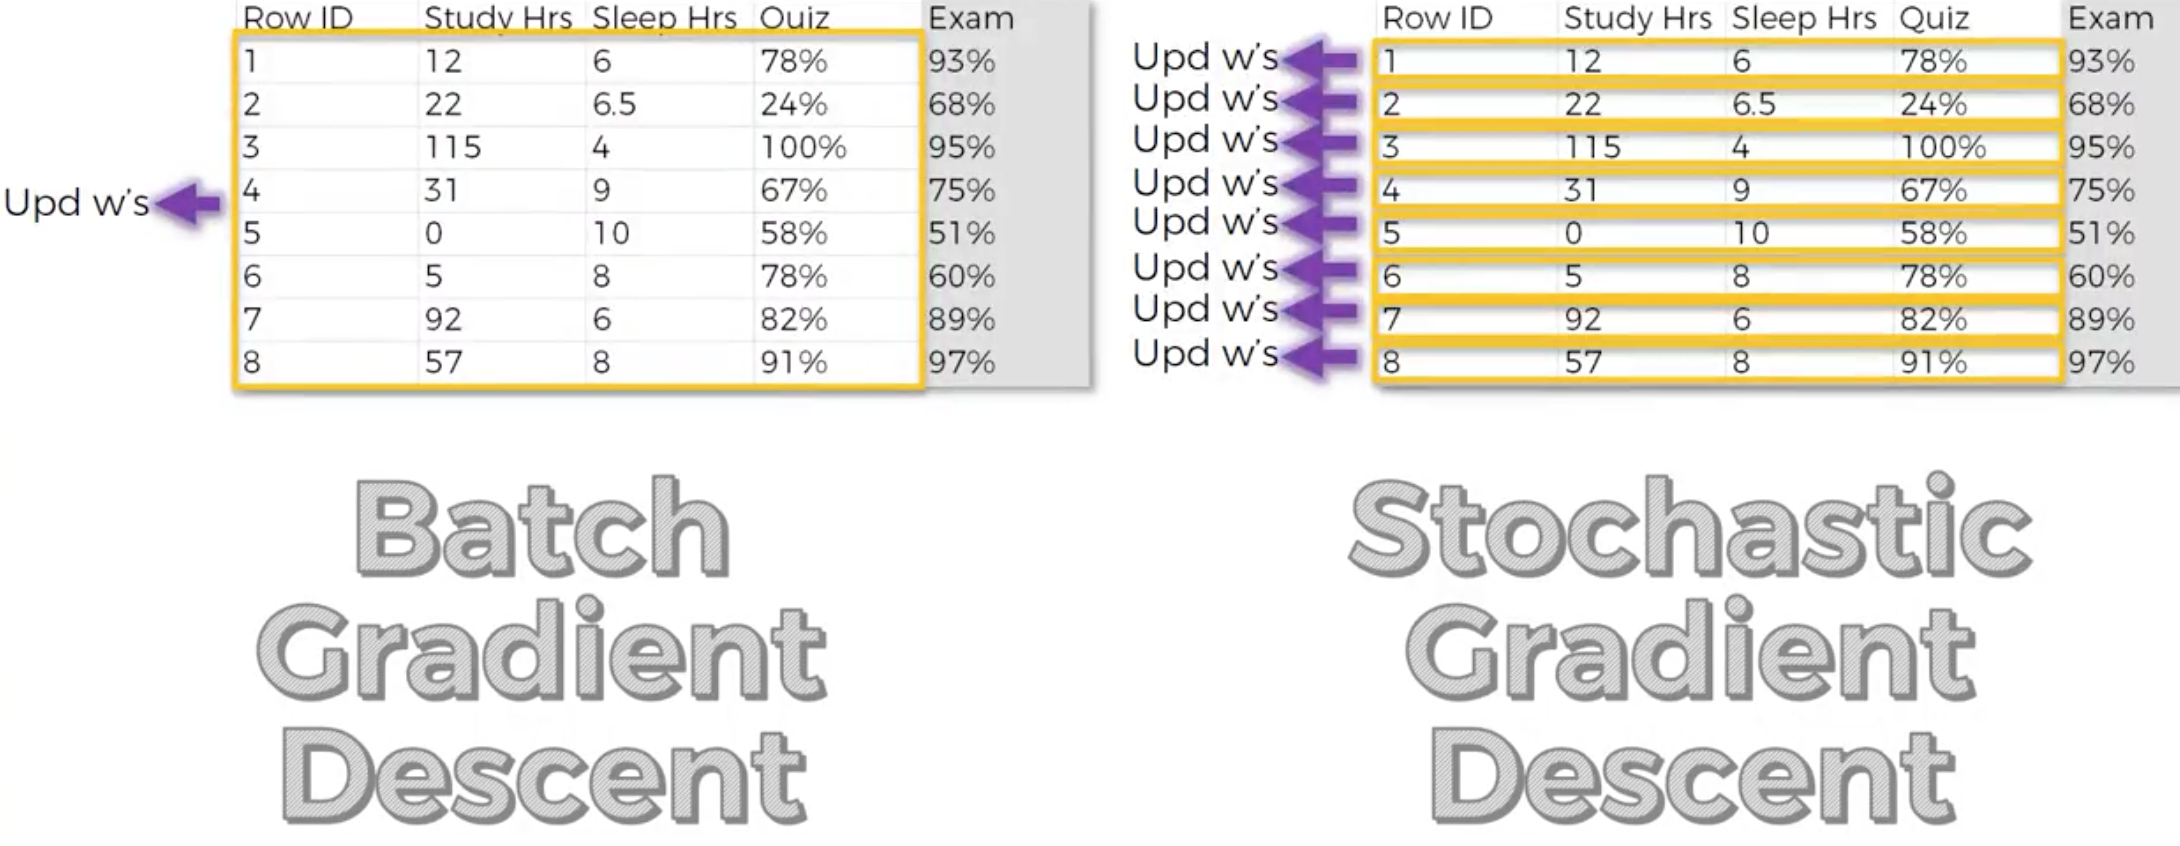 Row ID Study Hrs Sleep Hrs Quiz Exam
1 12 6 78% 93%
2 22 6.5 24% 68%
3 115 4 100% 95%
4 31 9 67% 75%
5 0 10 58% 51%
6 5 8 78% 60%
7 92 6 82% 89%
8 57 8 91% 97%
Upd w's
Batch
Gradient
Descent
Row ID Study Hrs Sleep Hrs Quiz Exam
Upd w's 1 12 6 78% 93%
Upd w's 2 22 6.5 24% 68%
Upd w's 3 115 4 100% 95%
Upd w's 4 31 9 67% 75%
Upd w's 5 0 10 58% 51%
Upd w's 6 5 8 78% 60%
Upd w's 7 92 6 82% 89%
Upd w's 8 57 8 91% 97%
Stochastic
Gradient
Descent